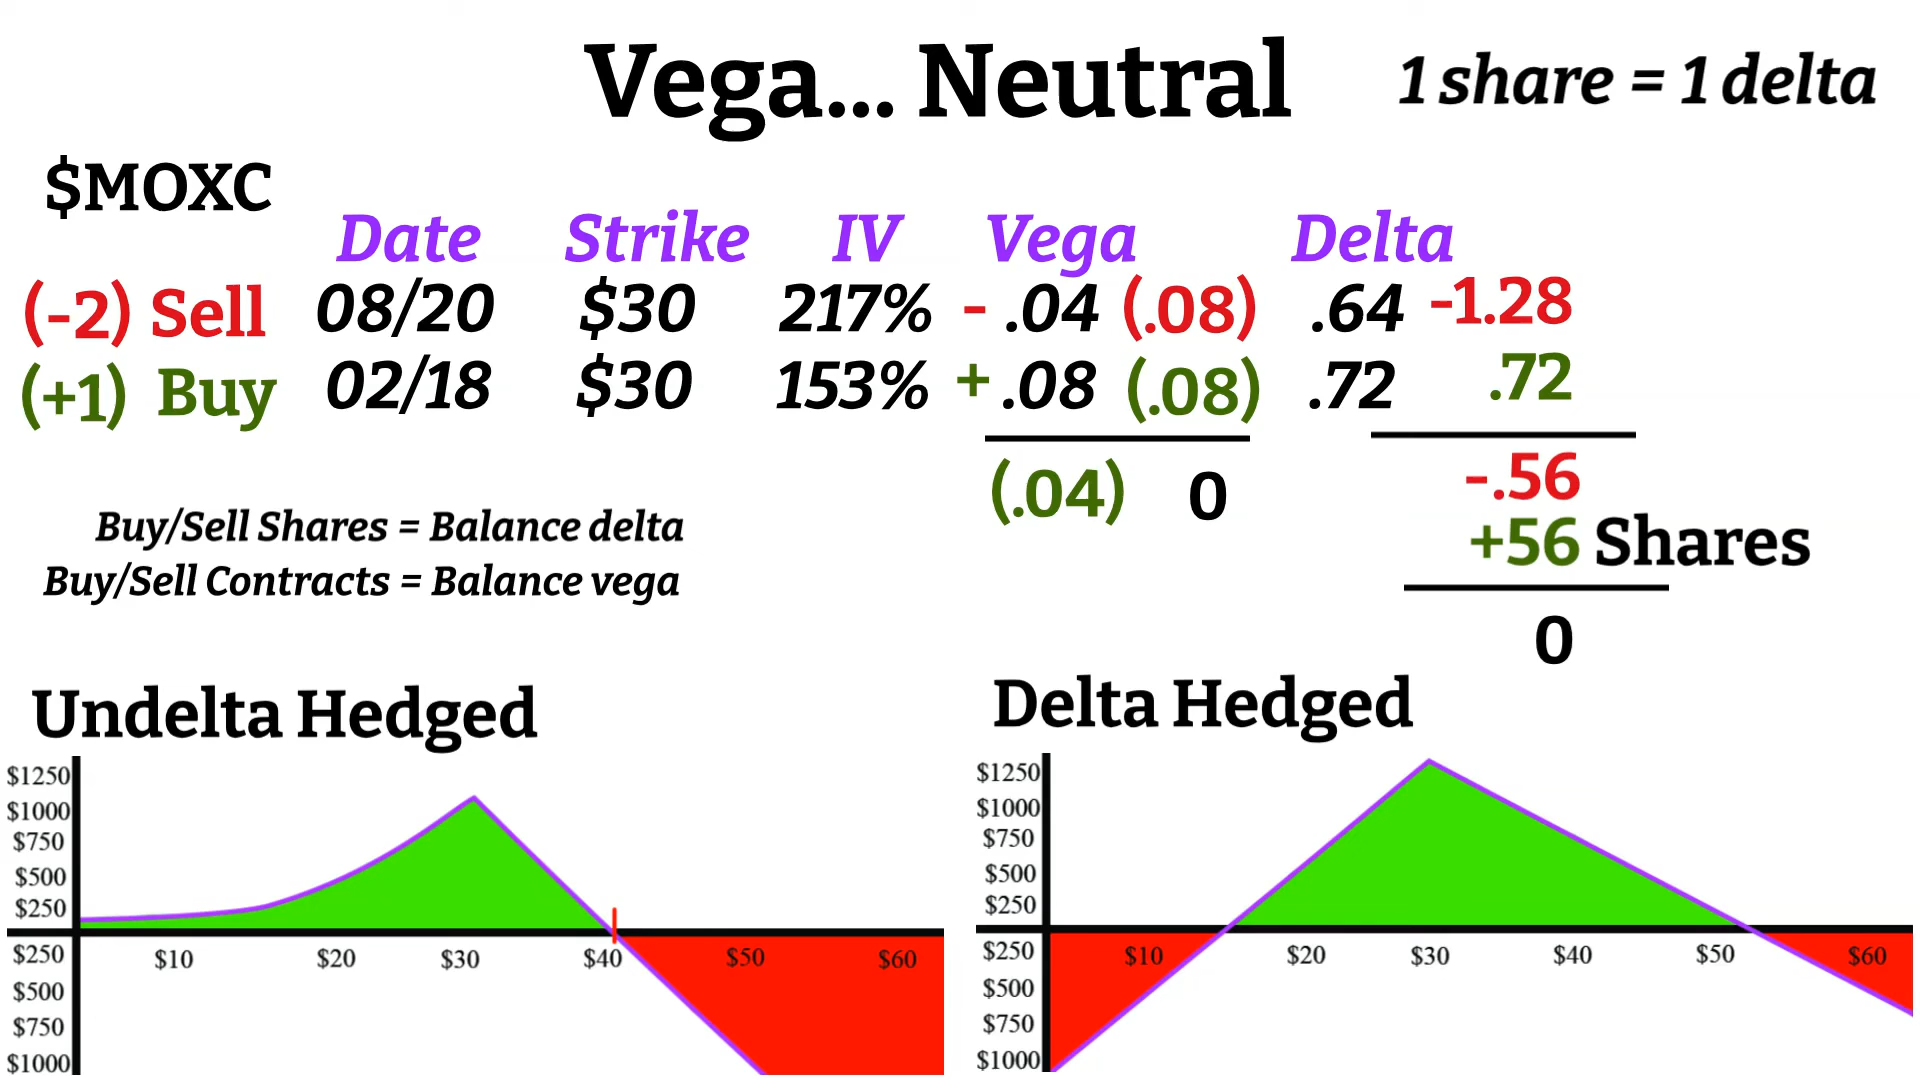 Vega... Neutral
1 share = 1 delta
$MOXC
Date Strike IV Vega Delta
(-2) Sell 08/20 $30 217% - .04 (.08) .64 -1.28
(+1) Buy 02/18 $30 153% + .08 (.08) .72 .72
(.04) 0 -.56
+56 Shares
0
Buy/Sell Shares = Balance delta
Buy/Sell Contracts = Balance vega
Undelta Hedged
$1250
$1000
$750
$500
$250
$250
$500
$750
$1000
$10 $20 $30 $40 $50 $60
Delta Hedged
$1250
$1000
$750
$500
$250
$250
$500
$750
$1000
$10 $20 $30 $40 $50 $60